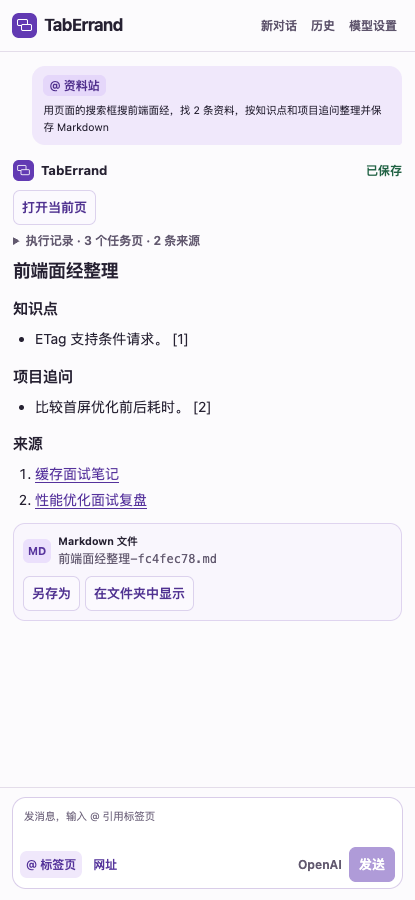 TabErrand
新对话 历史 模型设置
@ 资料站
用页面的搜索框搜前端面经，找 2 条资料，按知识点和项目追问整理并保
存 Markdown
TabErrand
已保存
打开当前页
▶ 执行记录 · 3 个任务页 · 2 条来源
前端面经整理
知识点
• ETag 支持条件请求。 [1]
项目追问
• 比较首屏优化前后耗时。 [2]
来源
1. 缓存面试笔记
2. 性能优化面试复盘
MD
Markdown 文件
前端面经整理-fc4fec78.md
另存为 在文件夹中显示
发消息，输入 @ 引用标签页
@ 标签页 网址 OpenAI 发送